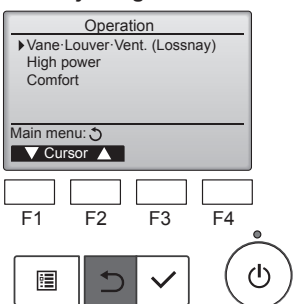 Operation
▶Vane·Louver·Vent. (Lossnay)
High power
Comfort
Main menu:
▼ Cursor ▲
F1 F2 F3 F4